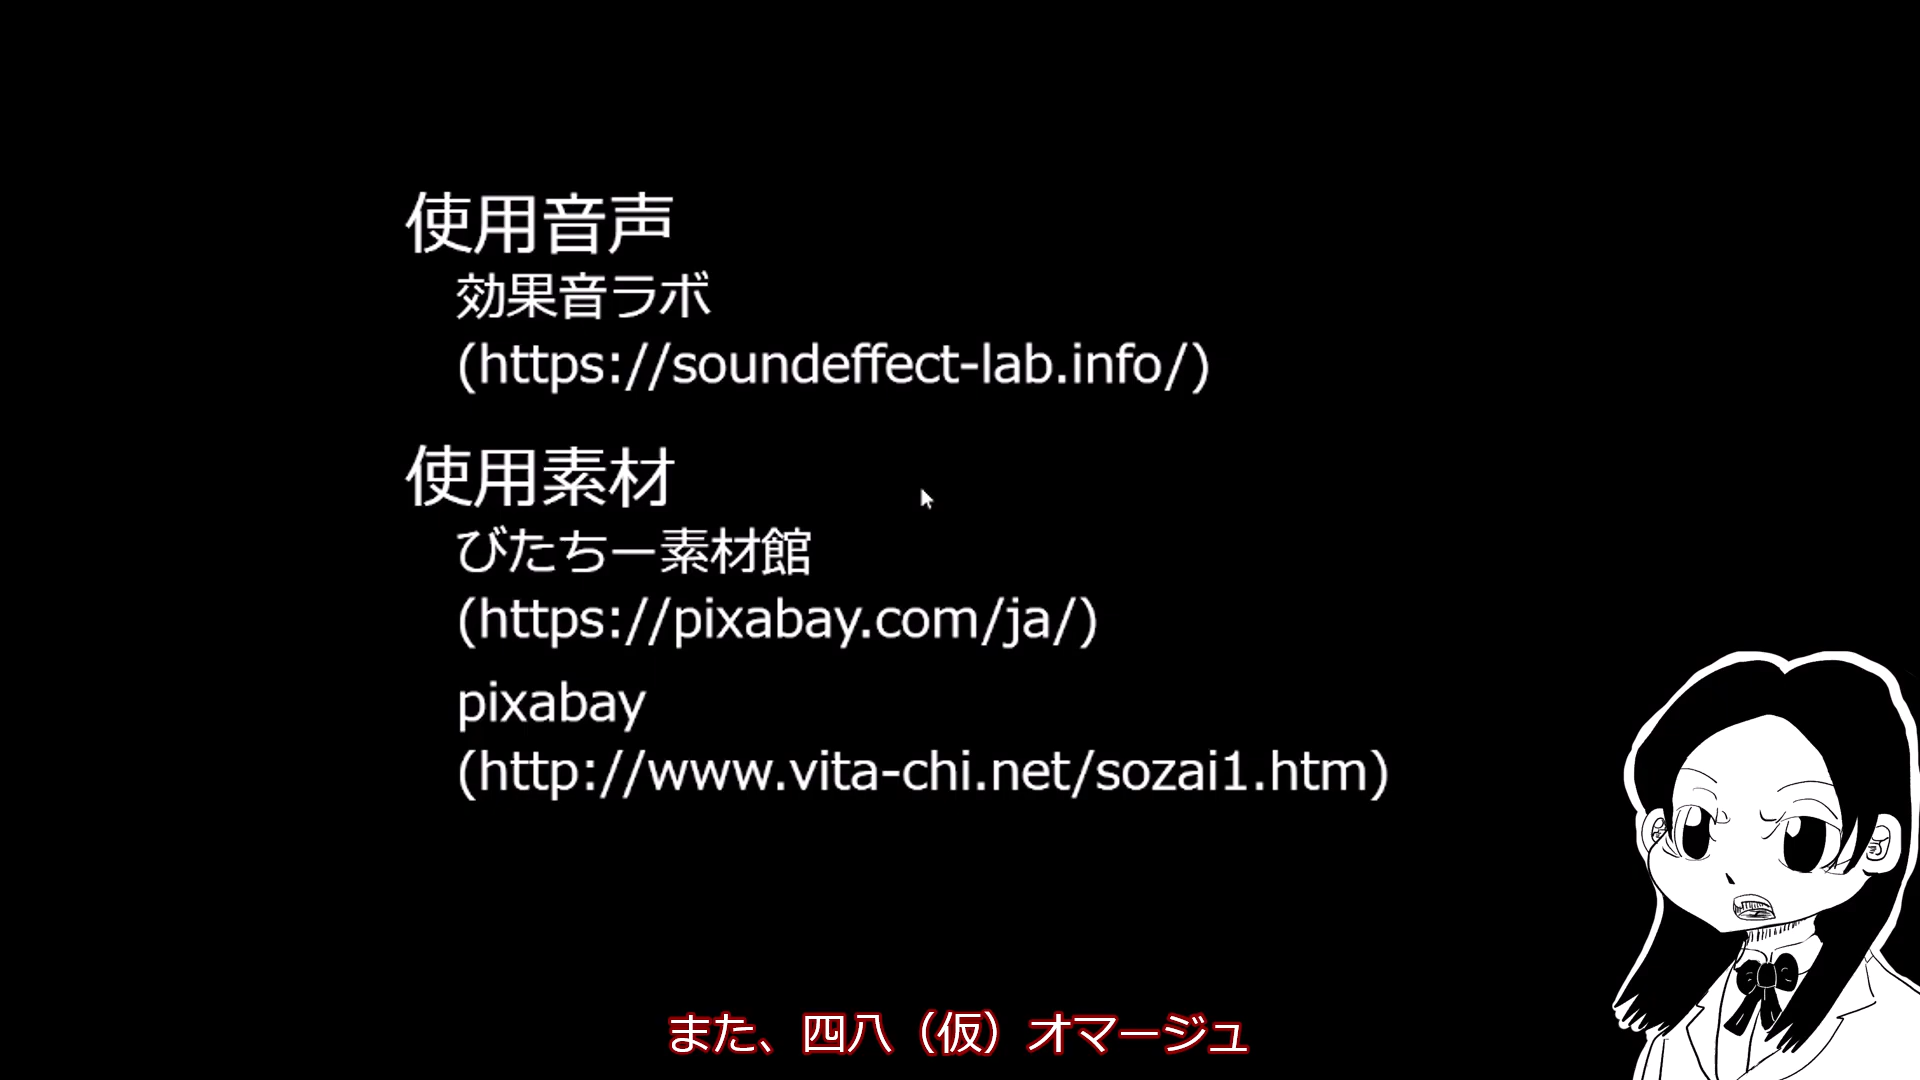 使用音声
効果音ラボ
(https://soundeffect-lab.info/)
使用素材
びたちー素材館
(https://pixabay.com/ja/)
pixabay
(http://www.vita-chi.net/sozai1.htm)
また、四八（仮）オマージュ